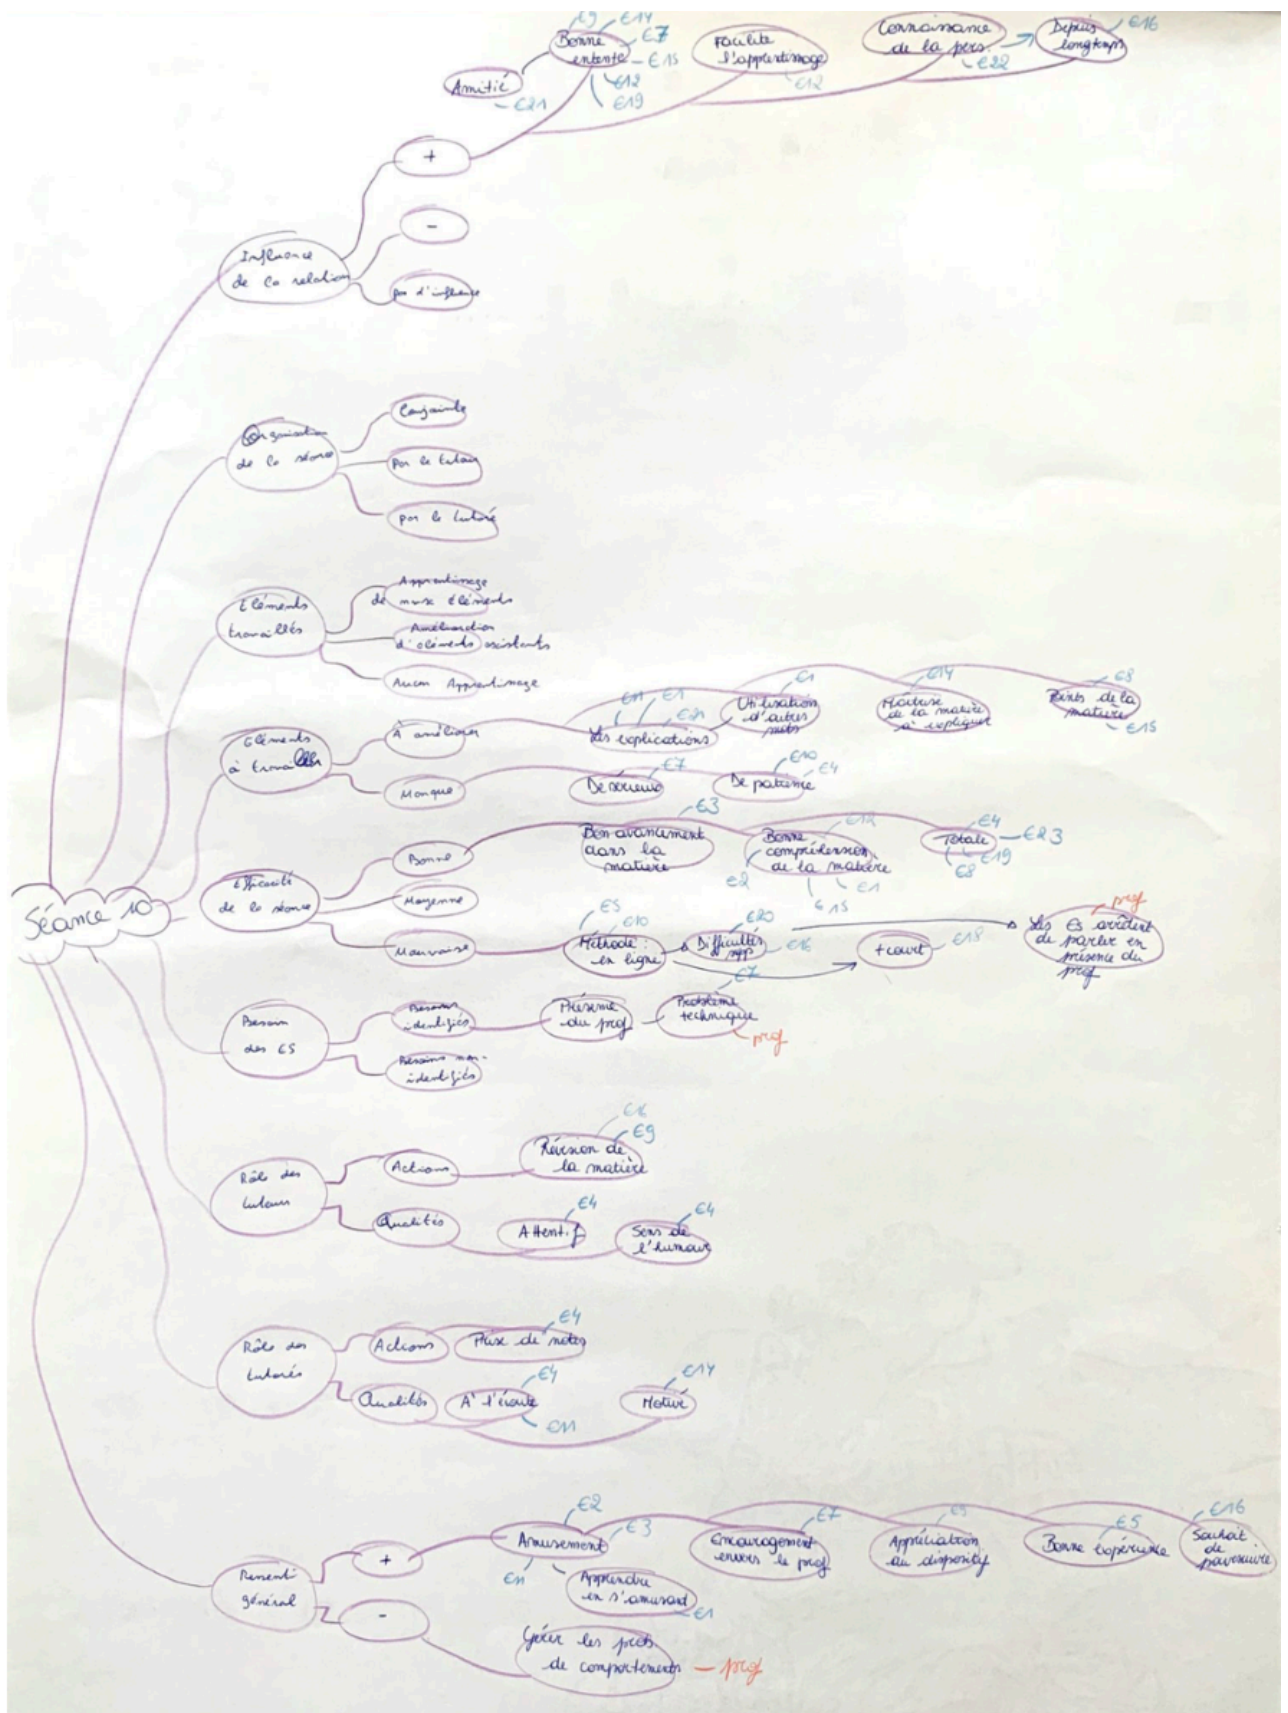 E9
E14
Bonne
entente
E7
E15
E12
E19
Amitié
E21
Facilite
l'apprentissage
E12
Connaissance
de la pers.
E22
Depuis
longtemps
E16
+
-
pas d'influence
Influence
de la relation
Organisation
de la séance
Conjointe
par le tuteur
par le tutoré
Eléments
travaillés
Apprentissage
de nvx éléments
Amélioration
d'éléments existants
Aucun Apprentissage
Eléments
à travailler
À améliorer
Les explications
E11
E1
E21
Utilisation
d'autres
mots
E1
Maitrise
de la matière
à expliquer
E14
Points de la
matière
E8
E15
Manque
De sérieux
E7
De patience
E10
E4
Séance 10
Efficacité
de la séance
Bonne
Bon avancement
dans la
matière
E3
Bonne
compréhension
de la matière
E12
E2
E1
E15
Totale
E4
E23
E19
E8
Moyenne
Mauvaise
Méthode :
en ligne
E5
E10
Difficultés
E20
E16
+ court
E18
Les Es arrêtent
de parler en
présence du
prof
prof
Besoin
des ES
Besoins
identifiés
Présence
du prof
Problème
technique
E7
prof
Besoins non-
identifiés
Rôle des
tuteurs
Actions
Révision de
la matière
E9
Qualités
Attentif
E4
Sens de
l'humour
E4
Rôle des
tutorés
Actions
Prise de notes
E4
Qualités
A l'écoute
E4
E11
Motivé
E14
Ressenti
général
+
Amusement
E2
E3
E11
Apprendre
en s'amusant
E1
Encouragement
envers le prof
E7
Appréciation
du dispositif
E9
Bonne expérience
E5
Souhait
de
poursuivre
E16
-
Gérer les probs
de comportements
prof